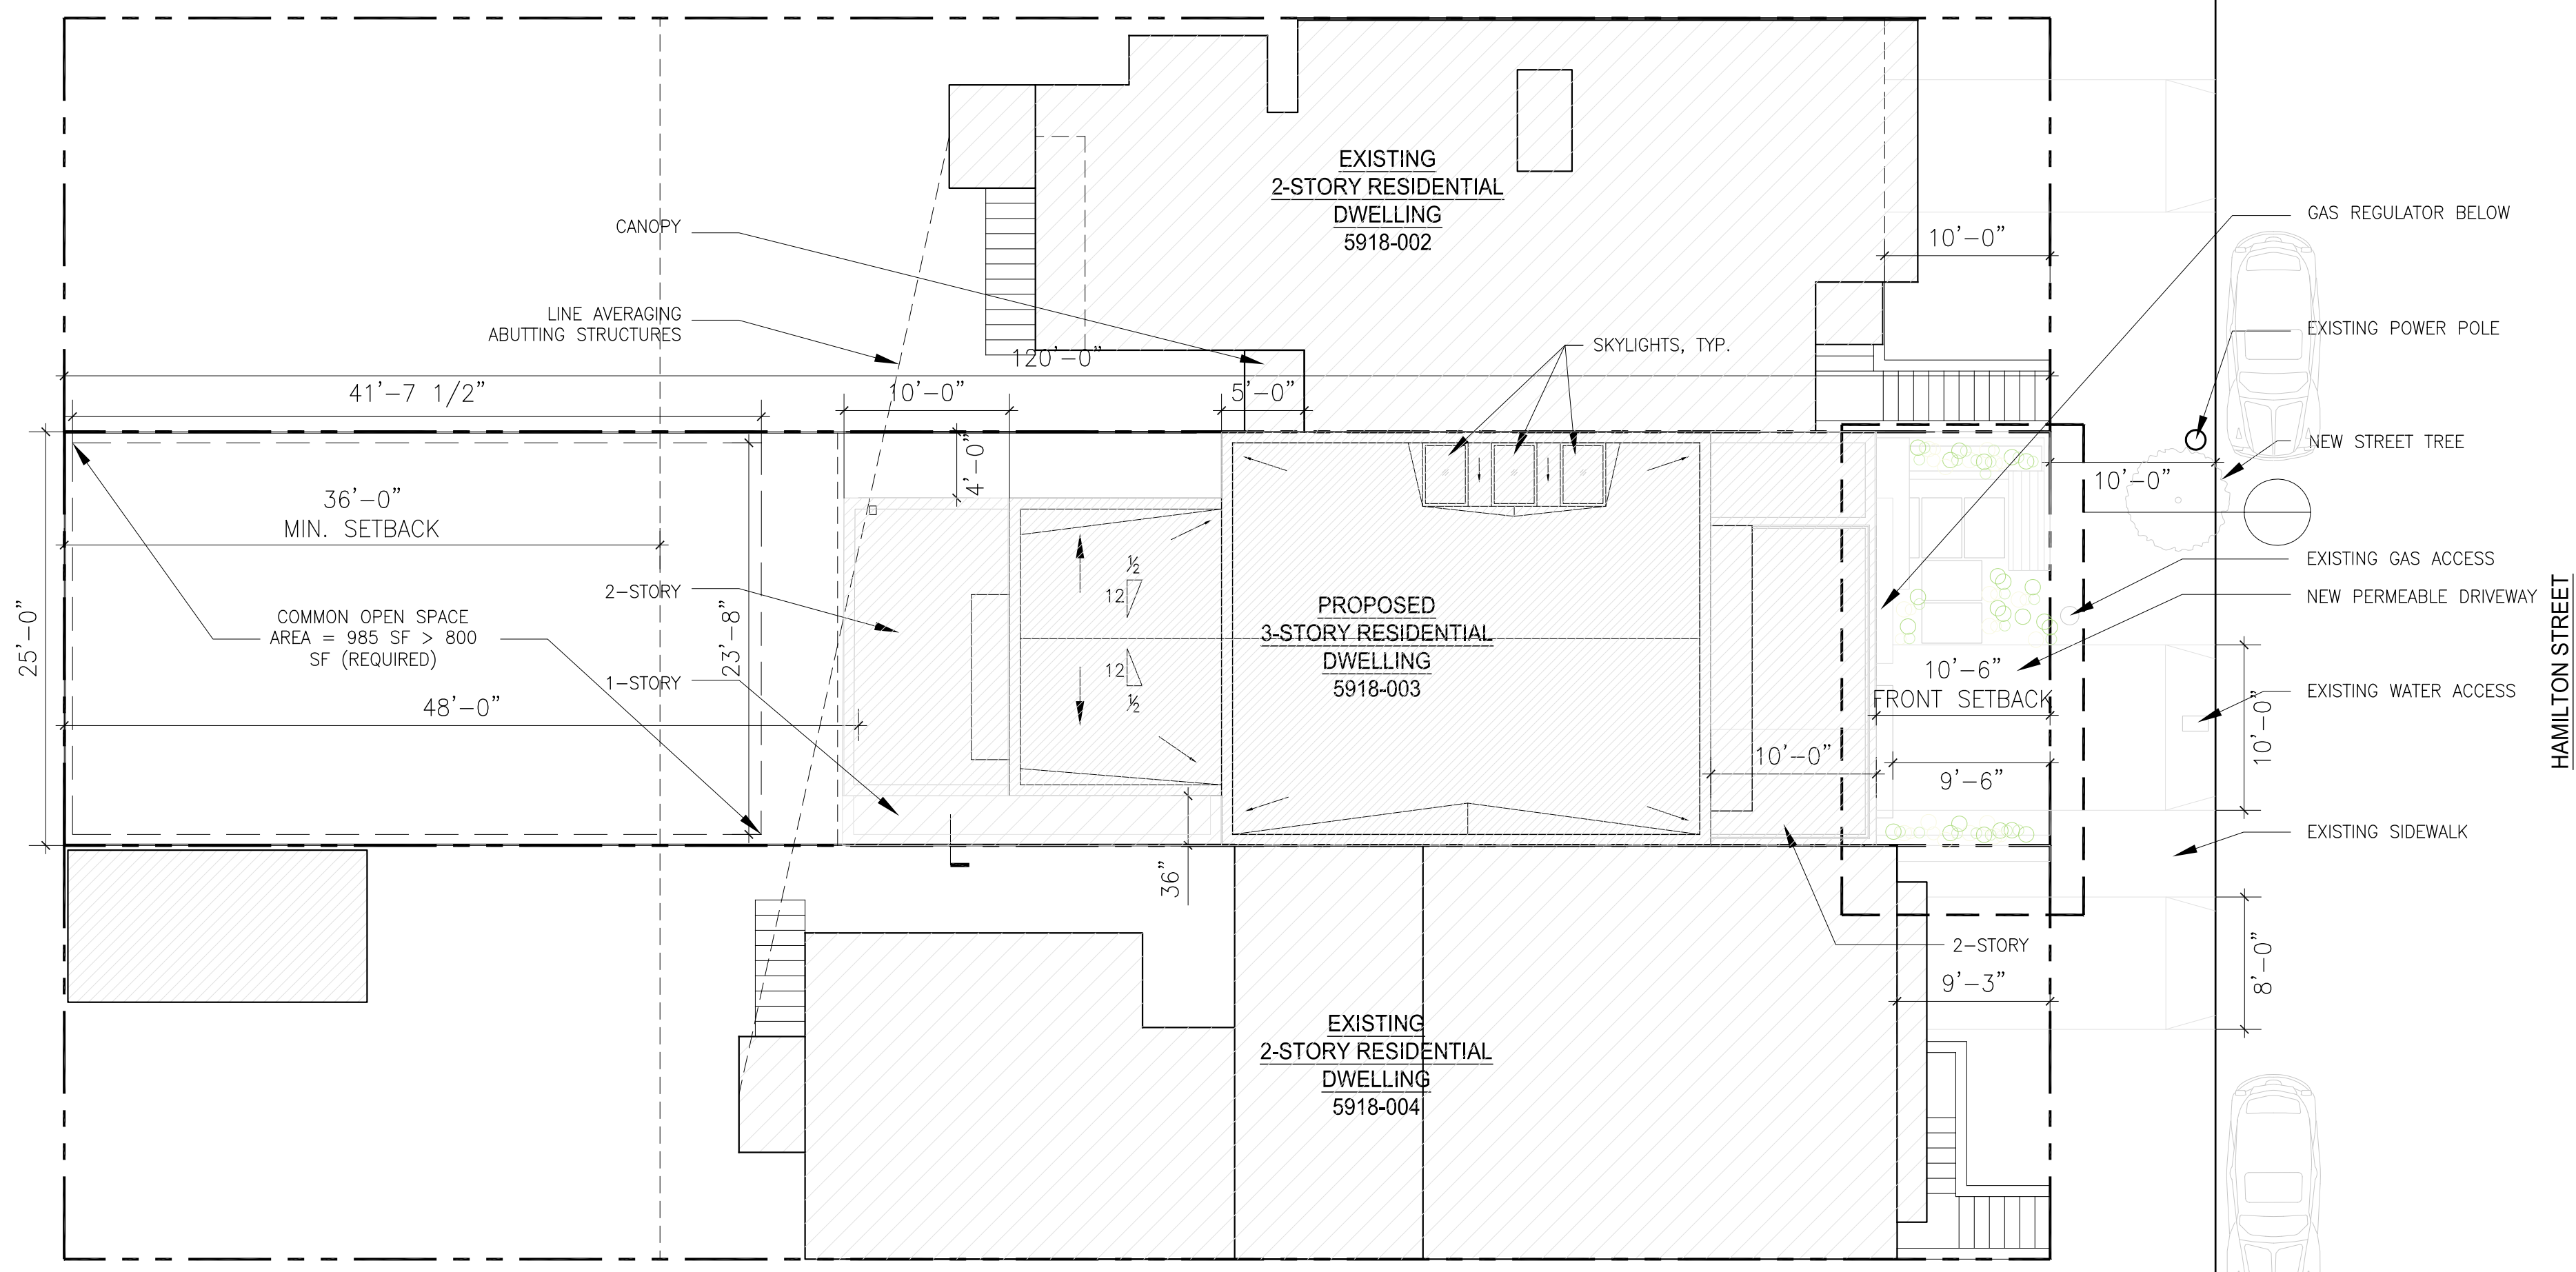 EXISTING
2-STORY RESIDENTIAL
DWELLING
5918-002
CANOPY
LINE AVERAGING
ABUTTING STRUCTURES
SKYLIGHTS, TYP.
10'-0"
GAS REGULATOR BELOW
EXISTING POWER POLE
NEW STREET TREE
120'-0"
41'-7 1/2"
10'-0"
5'-0"
4'-0"
10'-0"
36'-0"
MIN. SETBACK
2-STORY
COMMON OPEN SPACE
AREA = 985 SF > 800
SF (REQUIRED)
25'-0"
23'-8"
1-STORY
48'-0"
½
12
12
½
PROPOSED
3-STORY RESIDENTIAL
DWELLING
5918-003
EXISTING GAS ACCESS
NEW PERMEABLE DRIVEWAY
10'-6"
FRONT SETBACK
EXISTING WATER ACCESS
10'-0"
10'-0"
9'-6"
EXISTING SIDEWALK
HAMILTON STREET
36"
2-STORY
9'-3"
8'-0"
EXISTING
2-STORY RESIDENTIAL
DWELLING
5918-004